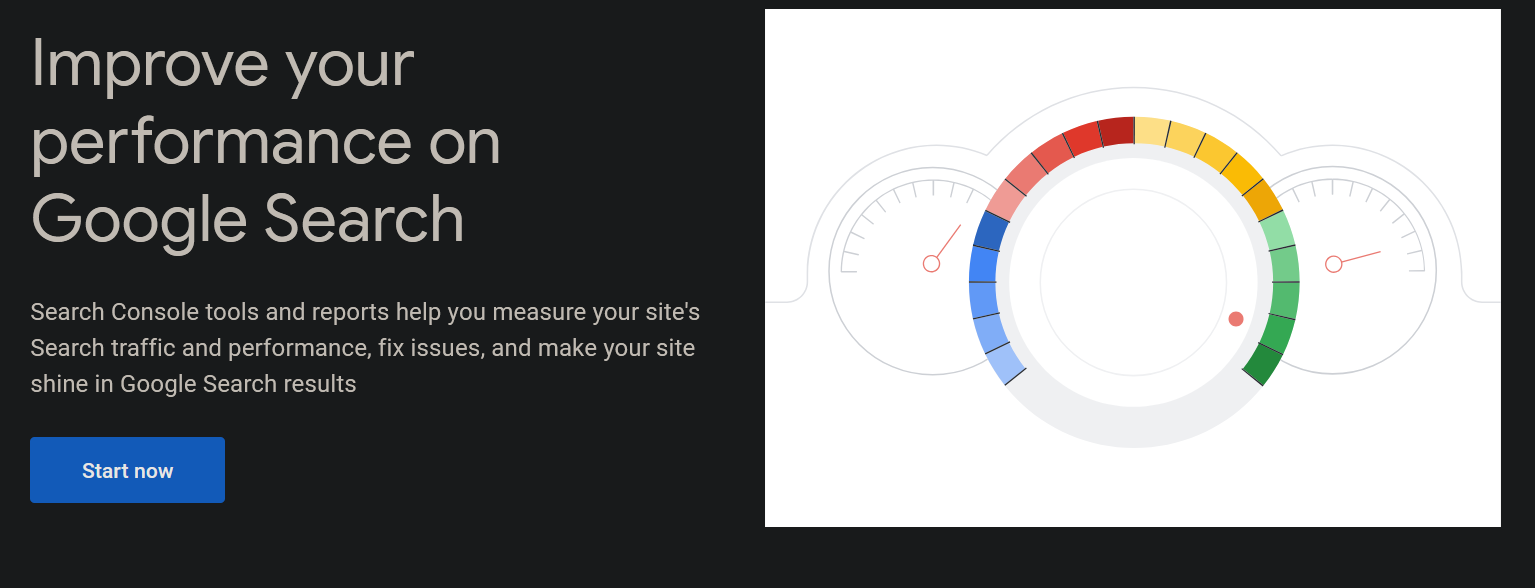 Improve your
performance on
Google Search
Search Console tools and reports help you measure your site's
Search traffic and performance, fix issues, and make your site
shine in Google Search results
Start now